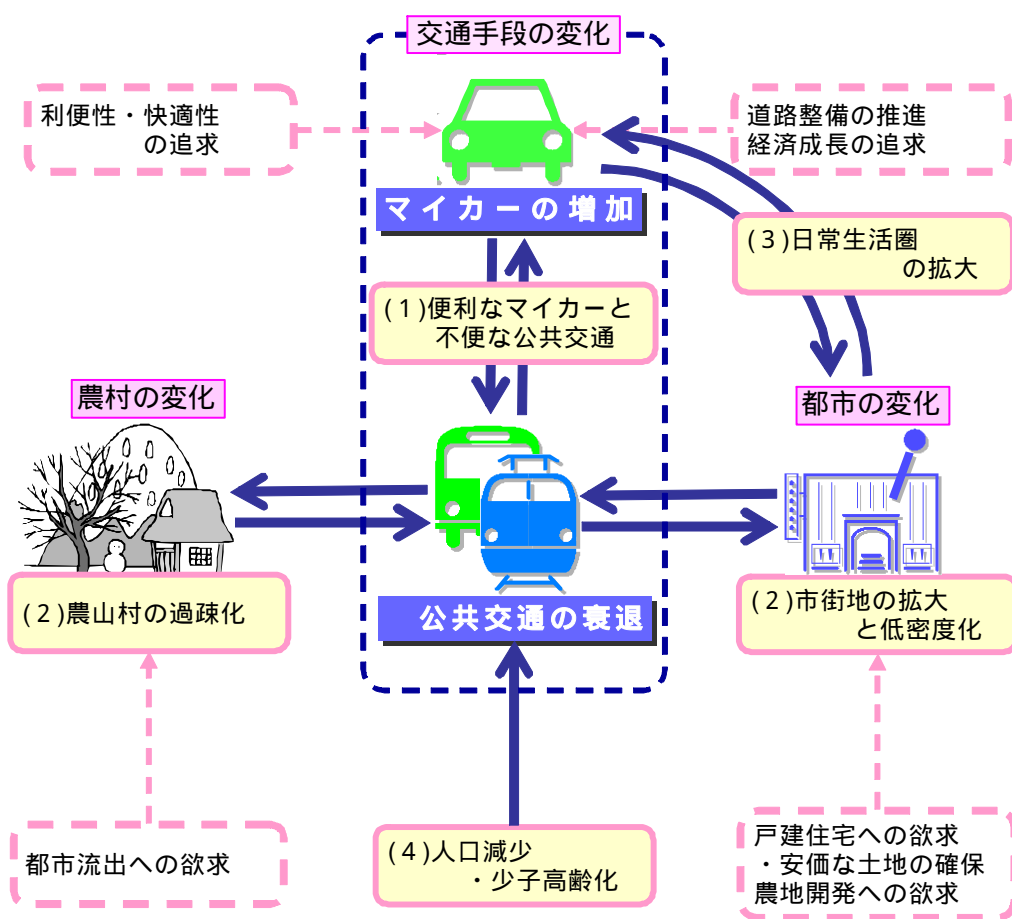 交通手段の変化
利便性・快適性
の追求
道路整備の推進
経済成長の追求
マイカーの増加
(3)日常生活圏
の拡大
(1)便利なマイカーと
不便な公共交通
農村の変化
都市の変化
(2)農山村の過疎化
公共交通の衰退
(2)市街地の拡大
と低密度化
都市流出への欲求
(4)人口減少
・少子高齢化
戸建住宅への欲求
・安価な土地の確保
農地開発への欲求